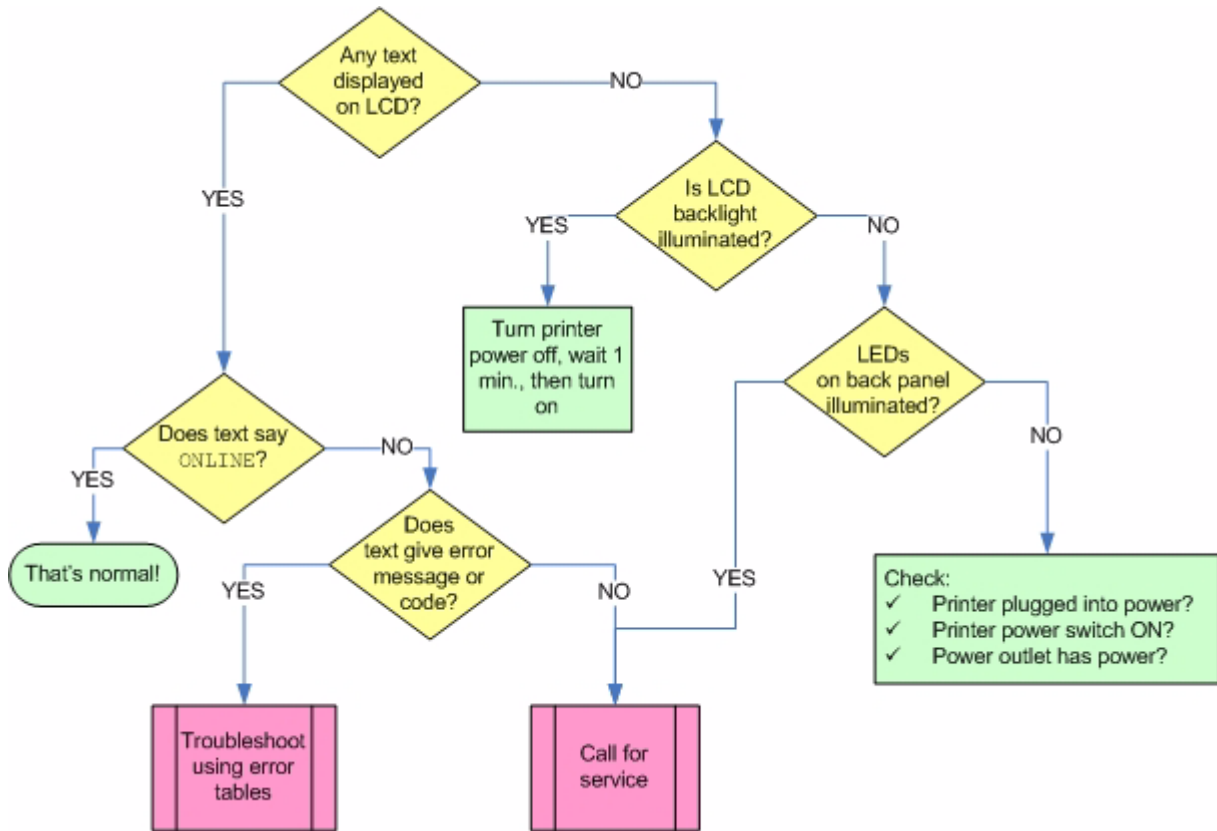 Any text
displayed
on LCD?
NO
YES
Is LCD
backlight
illuminated?
YES
NO
Turn printer
power off, wait 1
min., then turn
on
LEDs
on back panel
illuminated?
YES
NO
Does text say
ONLINE?
YES
NO
That's normal!
Does
text give error
message or
code?
YES
NO
Check:
✓ Printer plugged into power?
✓ Printer power switch ON?
✓ Power outlet has power?
Troubleshoot
using error
tables
Call for
service